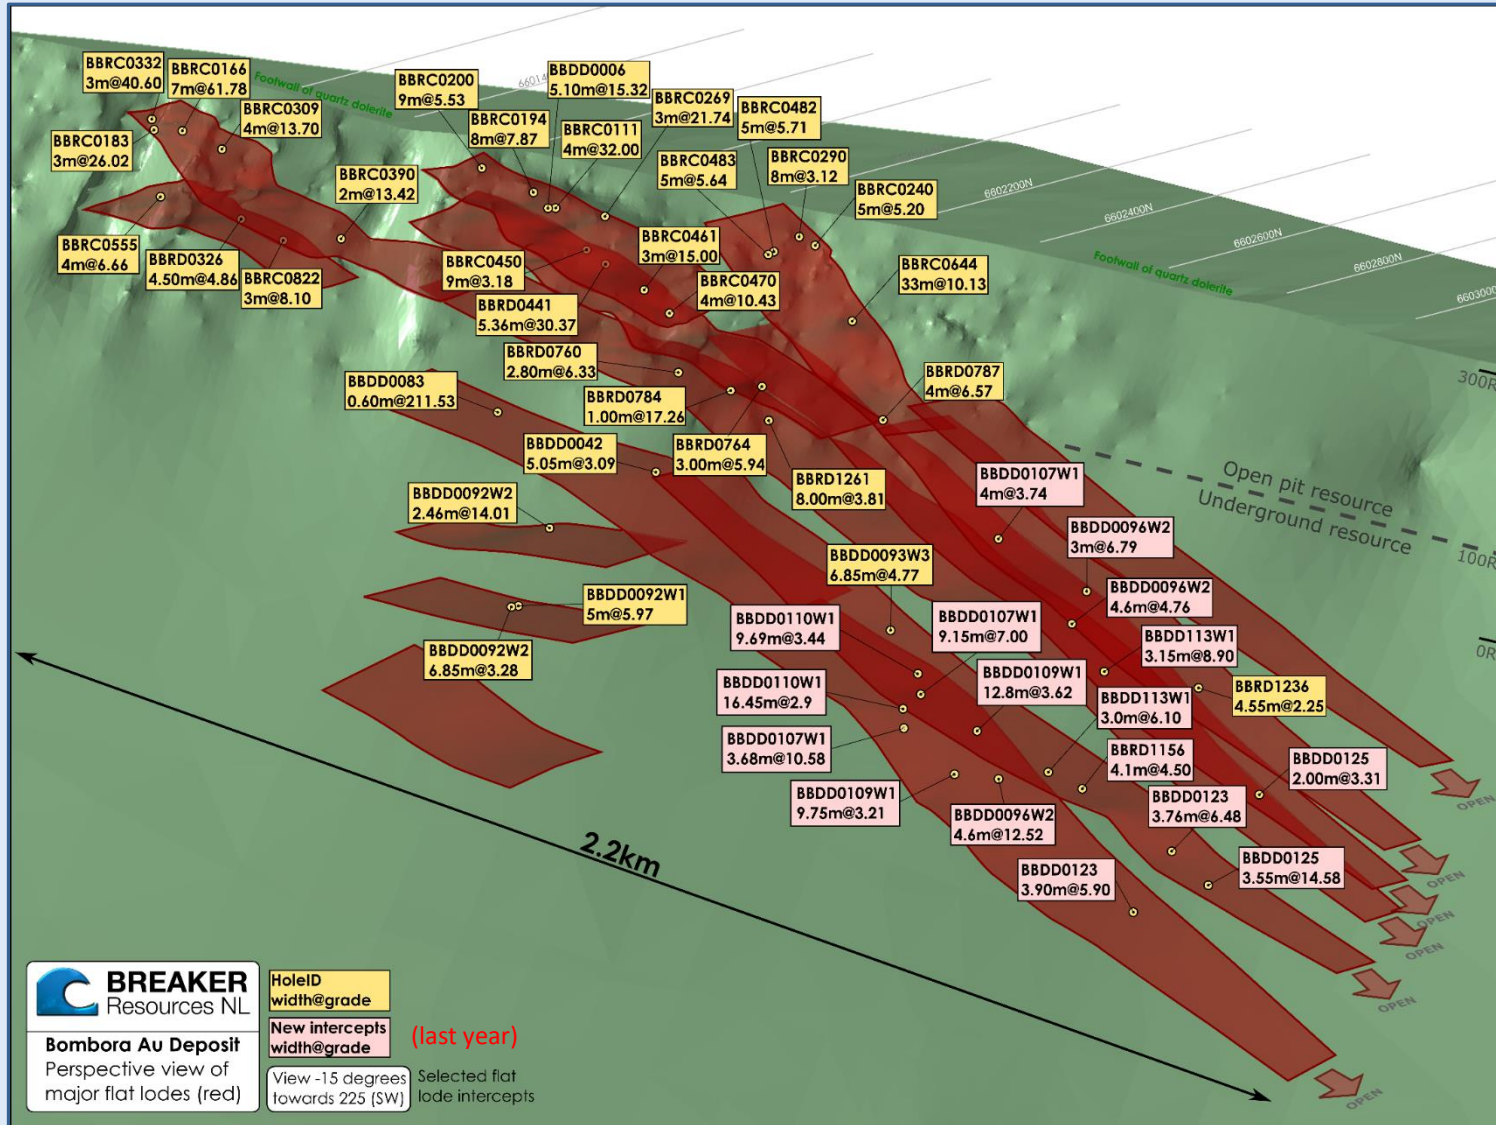 BBRC0332
3m@40.60
BBRC0166
7m@61.78
Footwall of quartz dolerite
BBRC0309
4m@13.70
BBRC0183
3m@26.02
BBRC0390
2m@13.42
BBRC0555
4m@6.66
BBRD0326
4.50m@4.86
BBRC0822
3m@8.10
BBRC0200
9m@5.53
BBRC0194
8m@7.87
BBDD0006
5.10m@15.32
BBRC0111
4m@32.00
BBRC0269
3m@21.74
BBRC0482
5m@5.71
BBRC0483
5m@5.64
BBRC0290
8m@3.12
BBRC0240
5m@5.20
6602200N
6602400N
6602600N
6602800N
Footwall of quartz dolerite
BBRC0450
9m@3.18
BBRC0461
3m@15.00
BBRC0470
4m@10.43
BBRC0644
33m@10.13
BBRD0441
5.36m@30.37
BBRD0760
2.80m@6.33
BBRD0784
1.00m@17.26
BBRD0787
4m@6.57
BBDD0083
0.60m@211.53
BBDD0042
5.05m@3.09
BBRD0764
3.00m@5.94
BBRD1261
8.00m@3.81
BBDD0107W1
4m@3.74
Open pit resource
Underground resource
BBDD0092W2
2.46m@14.01
BBDD0096W2
3m@6.79
BBDD0093W3
6.85m@4.77
BBDD0096W2
4.6m@4.76
BBDD0092W1
5m@5.97
BBDD0092W2
6.85m@3.28
BBDD0110W1
9.69m@3.44
BBDD0107W1
9.15m@7.00
BBDD113W1
3.15m@8.90
BBDD0110W1
16.45m@2.9
BBDD0109W1
12.8m@3.62
BBDD113W1
3.0m@6.10
BBRD1236
4.55m@2.25
BBDD0107W1
3.68m@10.58
BBRD1156
4.1m@4.50
BBDD0125
2.00m@3.31
BBDD0109W1
9.75m@3.21
BBDD0096W2
4.6m@12.52
BBDD0123
3.76m@6.48
BBDD0123
3.90m@5.90
BBDD0125
3.55m@14.58
OPEN
OPEN
OPEN
OPEN
OPEN
OPEN
2.2km
BREAKER
Resources NL
Bombora Au Deposit
Perspective view of
major flat lodes (red)
HoleID
width@grade
New intercepts
width@grade
(last year)
View -15 degrees
towards 225 (SW)
Selected flat
lode intercepts